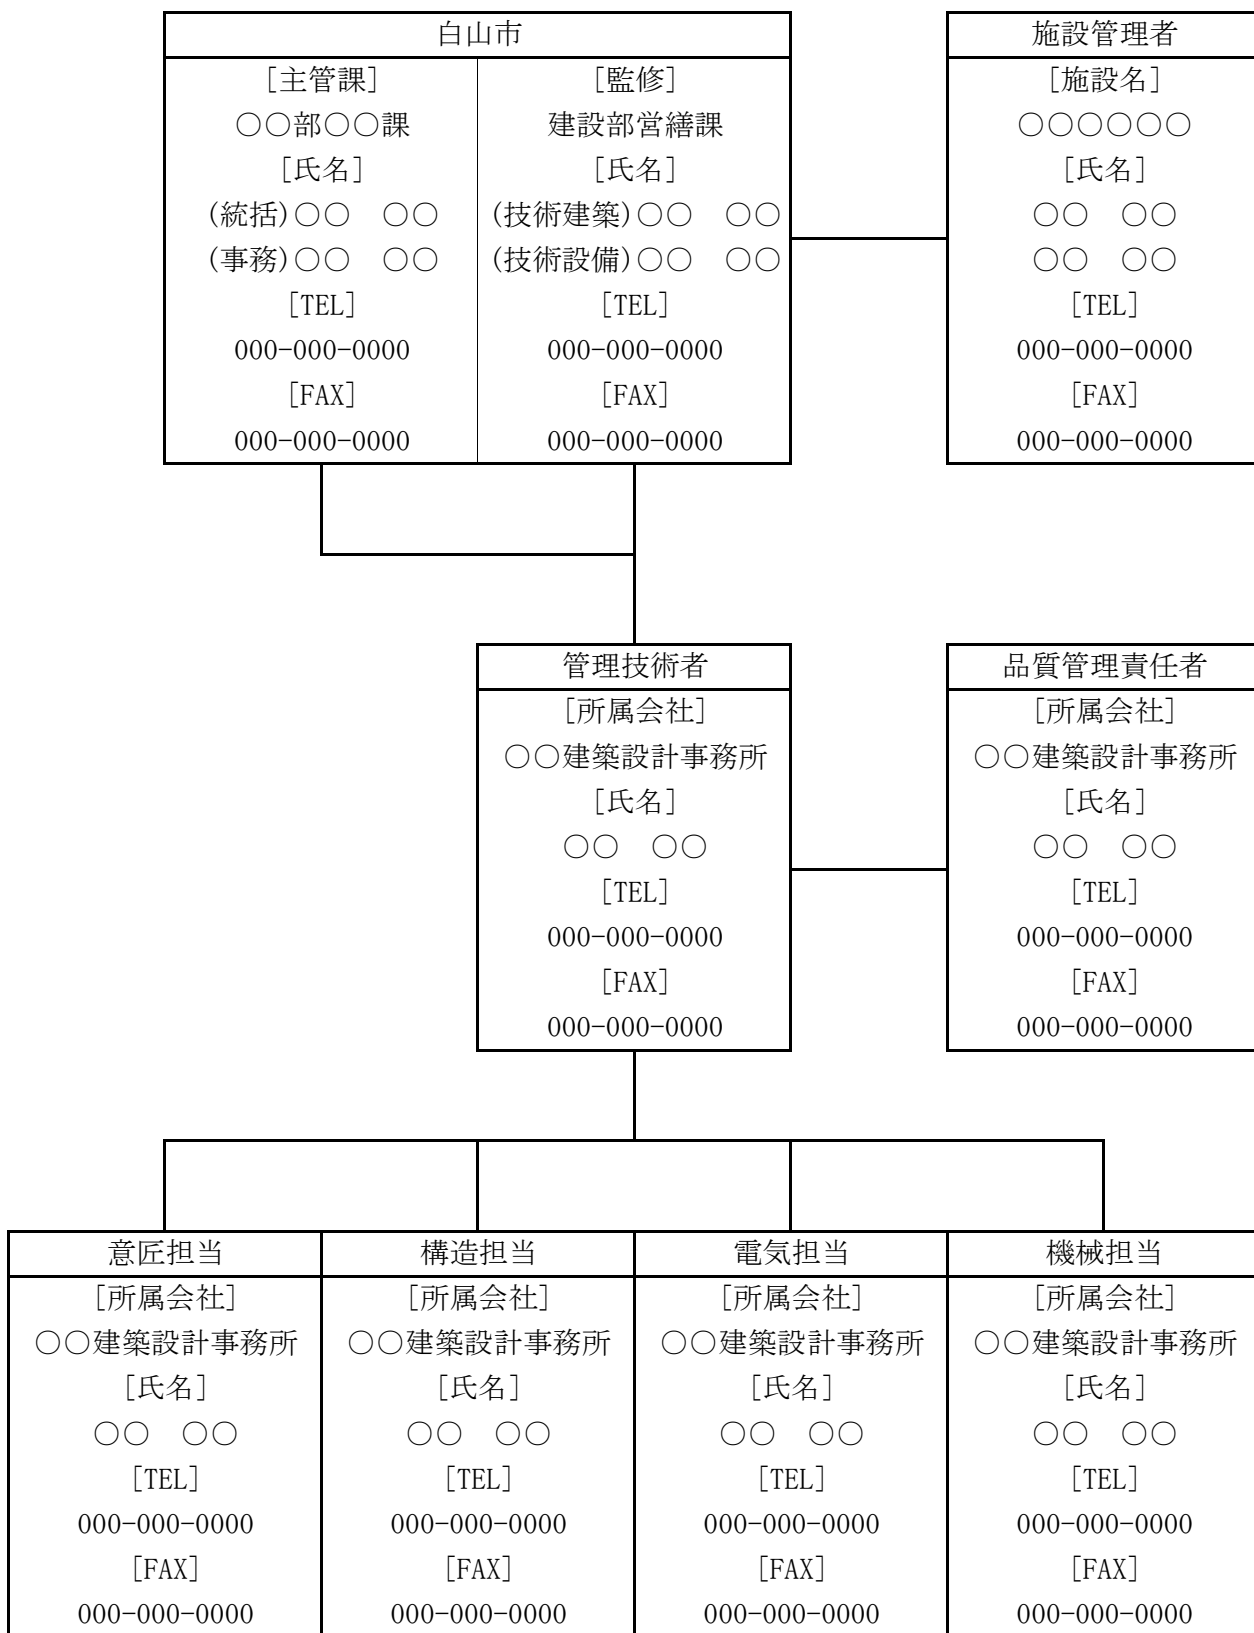 白山市
[主管課]
○○部○○課
[氏名]
(統括)○○　○○
(事務)○○　○○
[TEL]
000-000-0000
[FAX]
000-000-0000
[監修]
建設部営繕課
[氏名]
(技術建築)○○　○○
(技術設備)○○　○○
[TEL]
000-000-0000
[FAX]
000-000-0000
施設管理者
[施設名]
○○○○○○
[氏名]
○○　○○
○○　○○
[TEL]
000-000-0000
[FAX]
000-000-0000
管理技術者
[所属会社]
○○建築設計事務所
[氏名]
○○　○○
[TEL]
000-000-0000
[FAX]
000-000-0000
品質管理責任者
[所属会社]
○○建築設計事務所
[氏名]
○○　○○
[TEL]
000-000-0000
[FAX]
000-000-0000
意匠担当
[所属会社]
○○建築設計事務所
[氏名]
○○　○○
[TEL]
000-000-0000
[FAX]
000-000-0000
構造担当
[所属会社]
○○建築設計事務所
[氏名]
○○　○○
[TEL]
000-000-0000
[FAX]
000-000-0000
電気担当
[所属会社]
○○建築設計事務所
[氏名]
○○　○○
[TEL]
000-000-0000
[FAX]
000-000-0000
機械担当
[所属会社]
○○建築設計事務所
[氏名]
○○　○○
[TEL]
000-000-0000
[FAX]
000-000-0000